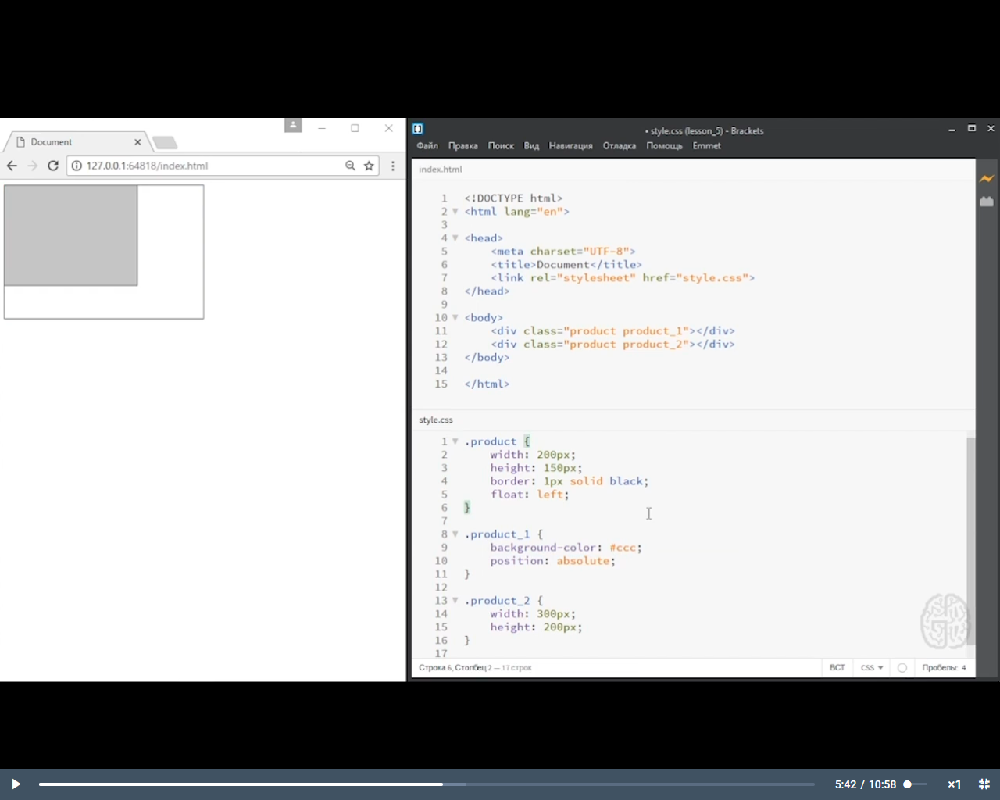 Document
127.0.0.1:64818/index.html
• style.css (lesson_5) - Brackets
Файл Правка Поиск Вид Навигация Отладка Помощь Emmet
index.html
1 <!DOCTYPE html>
2 <html lang="en">
3
4 <head>
5 <meta charset="UTF-8">
6 <title>Document</title>
7 <link rel="stylesheet" href="style.css">
8 </head>
9
10 <body>
11 <div class="product product_1"></div>
12 <div class="product product_2"></div>
13 </body>
14
15 </html>
style.css
1 .product {
2 width: 200px;
3 height: 150px;
4 border: 1px solid black;
5 float: left;
6 }
7
8 .product_1 {
9 background-color: #ccc;
10 position: absolute;
11 }
12
13 .product_2 {
14 width: 300px;
15 height: 200px;
16 }
17
Строка 6, Столбец 2 — 17 строк
ВСТ CSS Пробелы: 4
5:42 / 10:58 ×1